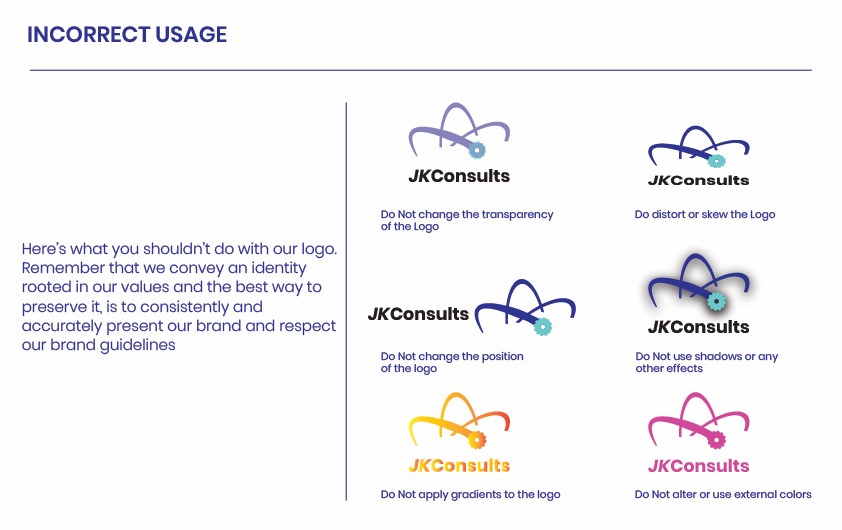 INCORRECT USAGE
Here's what you shouldn't do with our logo.
Remember that we convey an identity
rooted in our values and the best way to
preserve it, is to consistently and
accurately present our brand and respect
our brand guidelines
JKConsults
Do Not change the transparency
of the Logo
JKConsults
Do distort or skew the Logo
JKConsults
Do Not change the position
of the logo
JKConsults
Do Not use shadows or any
other effects
JKConsults
Do Not apply gradients to the logo
JKConsults
Do Not alter or use external colors